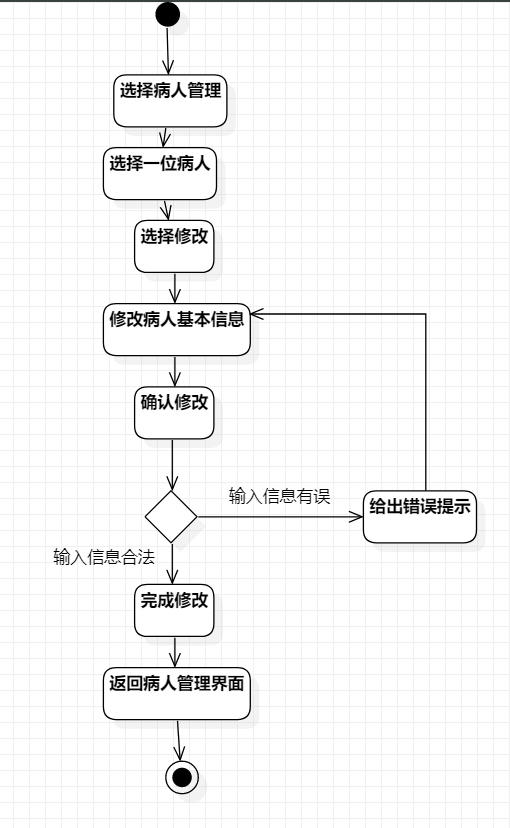 选择病人管理
选择一位病人
选择修改
修改病人基本信息
确认修改
输入信息有误
给出错误提示
输入信息合法
完成修改
返回病人管理界面